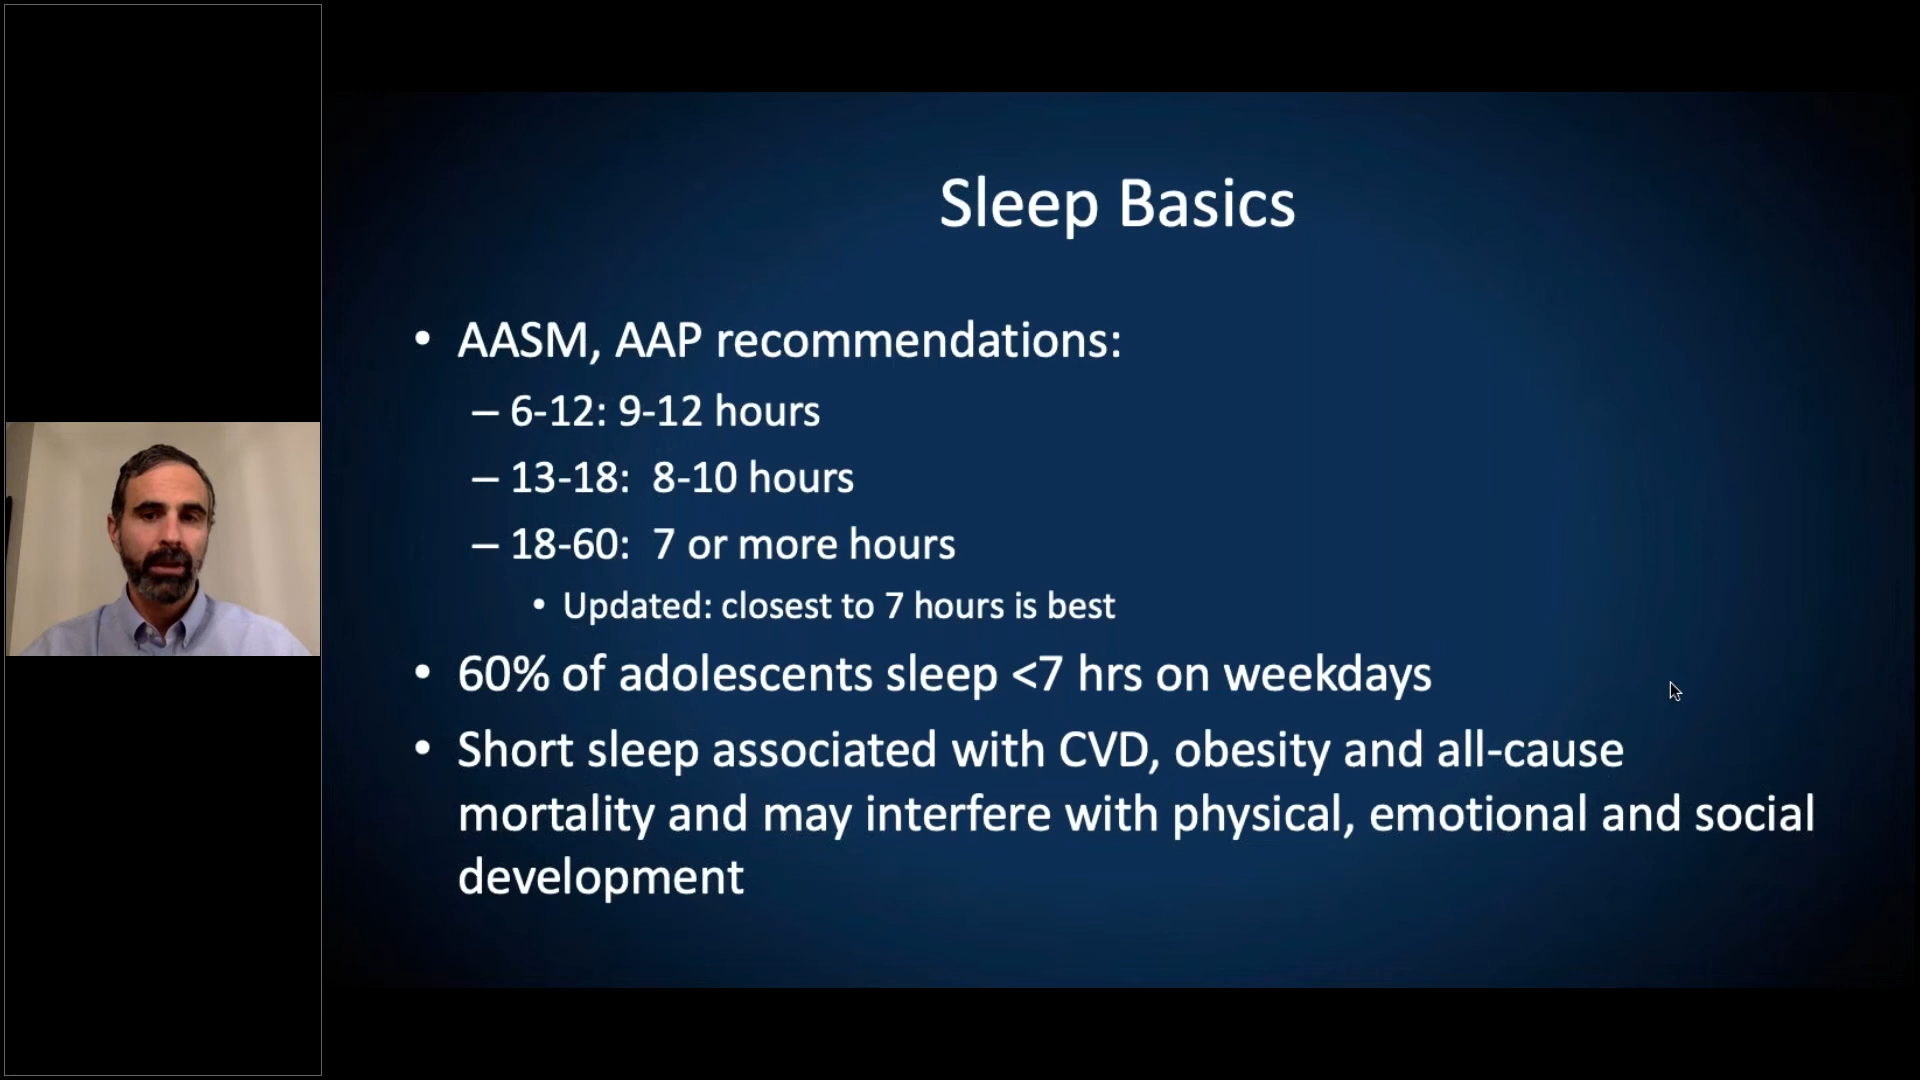 Sleep Basics
• AASM, AAP recommendations:
– 6-12: 9-12 hours
– 13-18:  8-10 hours
– 18-60:  7 or more hours
• Updated: closest to 7 hours is best
• 60% of adolescents sleep <7 hrs on weekdays
• Short sleep associated with CVD, obesity and all-cause
mortality and may interfere with physical, emotional and social
development